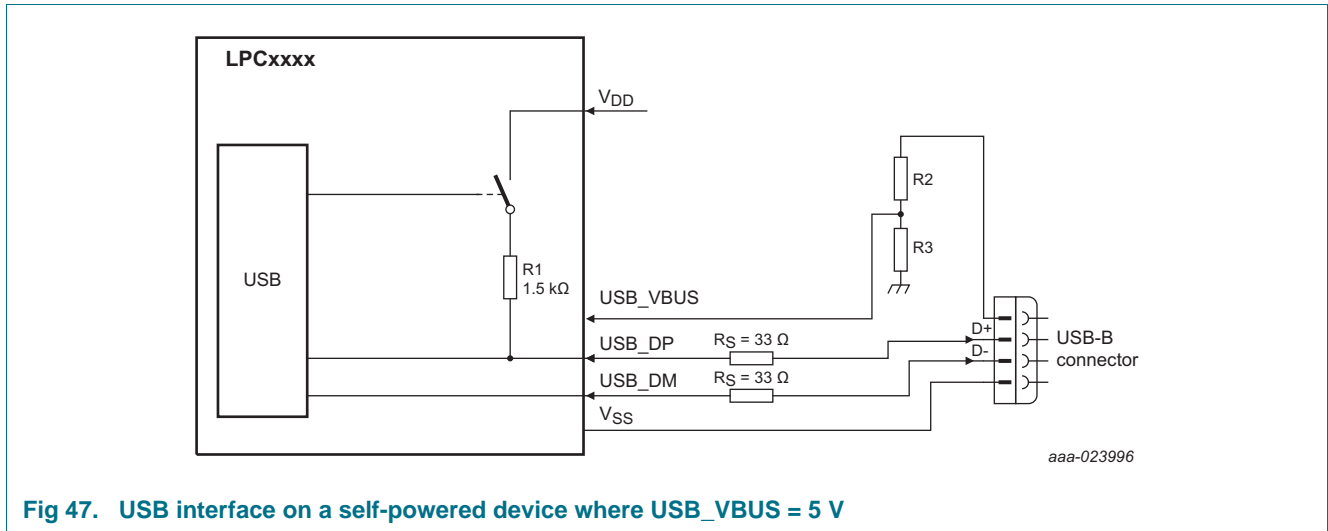 LPCxxxx
VDD
R2
R3
USB
R1
1.5 kΩ
USB_VBUS
USB_DP
RS = 33 Ω
D+
USB-B
connector
D-
USB_DM
RS = 33 Ω
VSS
aaa-023996
Fig 47. USB interface on a self-powered device where USB_VBUS = 5 V